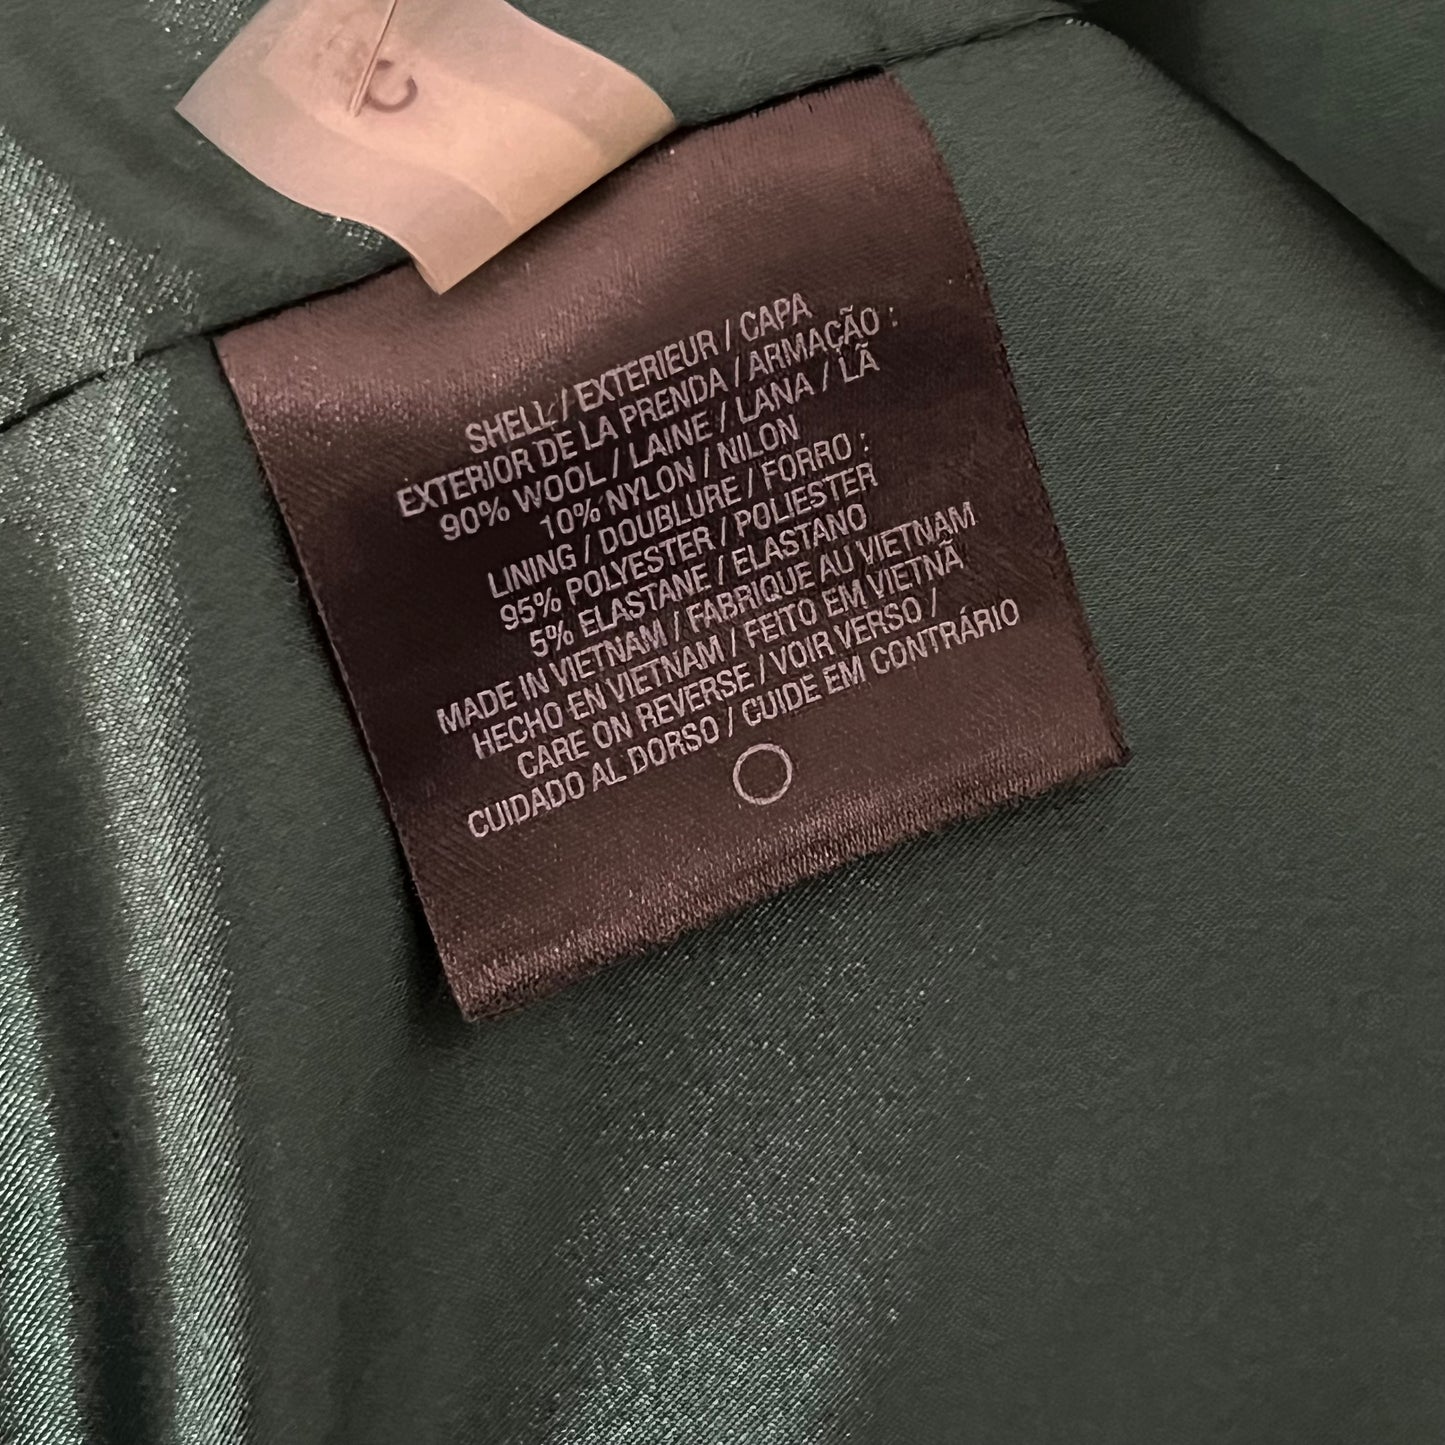 C
SHELL / EXTERIEUR / CAPA
EXTERIOR DE LA PRENDA / ARMAÇÃO :
90% WOOL / LAINE / LANA / LÃ
10% NYLON / NILON
LINING / DOUBLURE / FORRO :
95% POLYESTER / POLIESTER
5% ELASTANE / ELASTANO
MADE IN VIETNAM / FABRIQUE AU VIETNAM
HECHO EN VIETNAM / FEITO EM VIETNÃ
CARE ON REVERSE / VOIR VERSO /
CUIDADO AL DORSO / CUIDE EM CONTRÁRIO